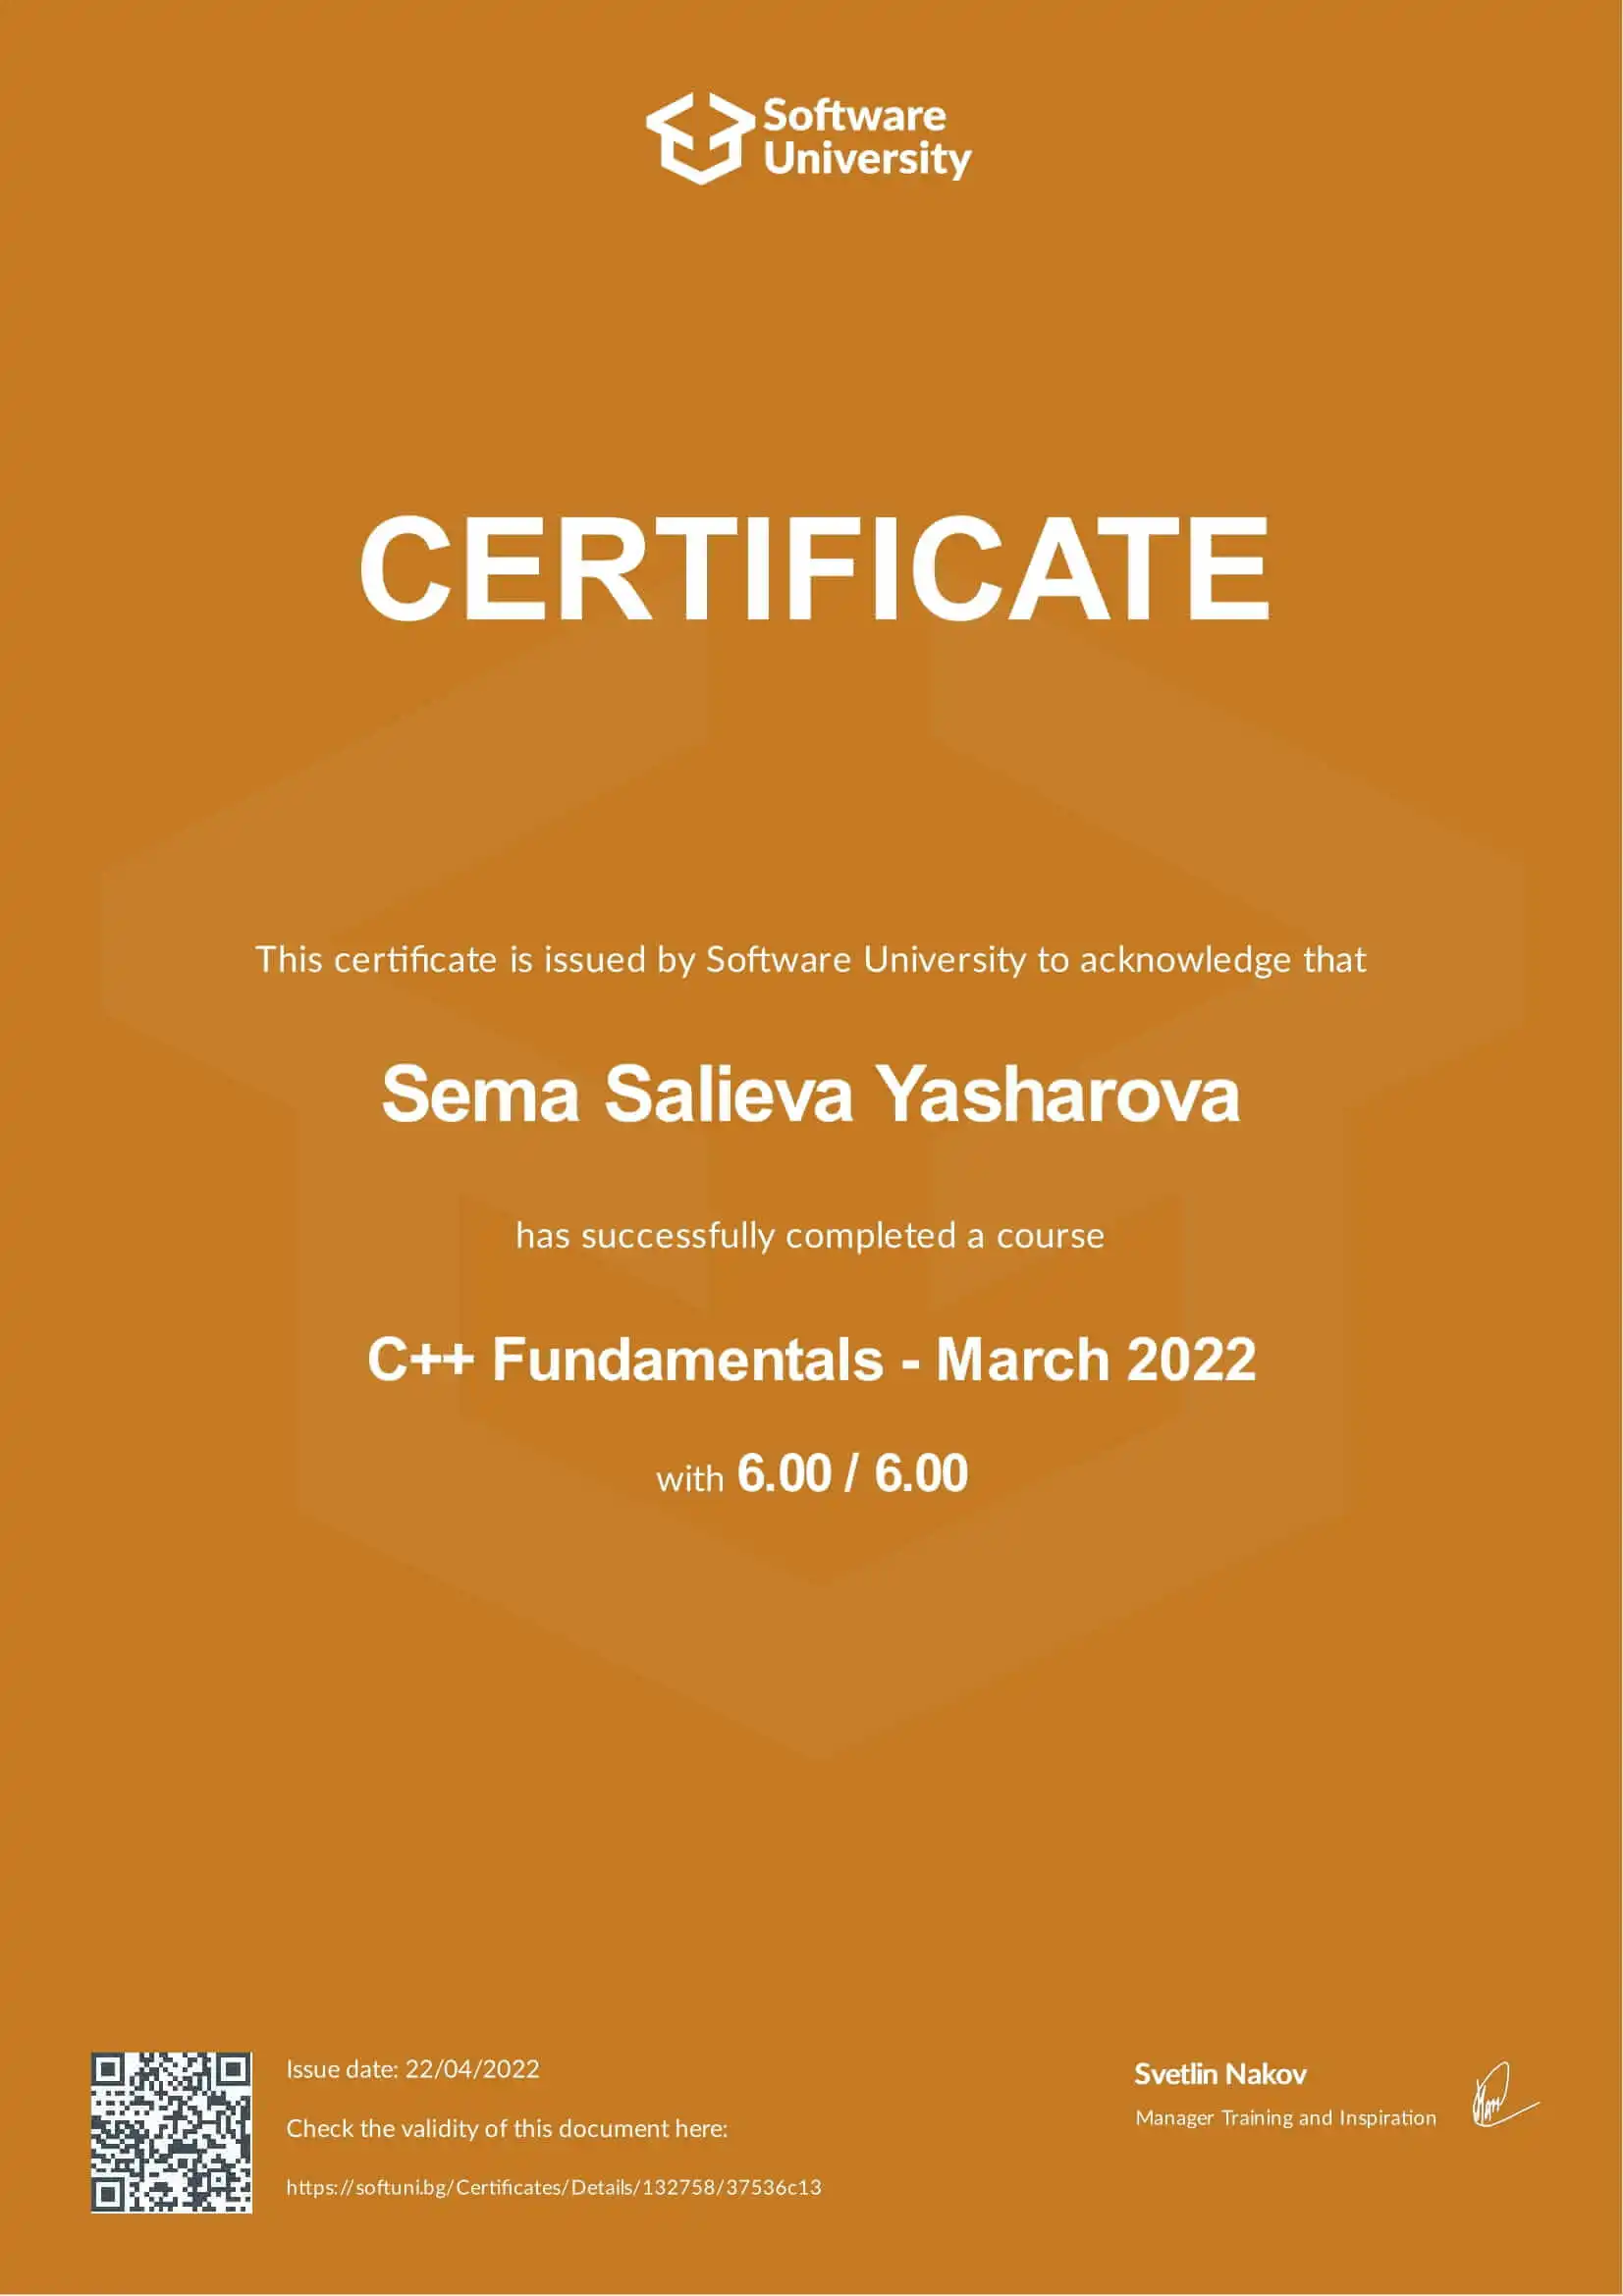 Software
University
CERTIFICATE
This certificate is issued by Software University to acknowledge that
Sema Salieva Yasharova
has successfully completed a course
C++ Fundamentals - March 2022
with 6.00 / 6.00
Issue date: 22/04/2022
Check the validity of this document here:
https://softuni.bg/Certificates/Details/132758/37536c13
Svetlin Nakov
Manager Training and Inspiration